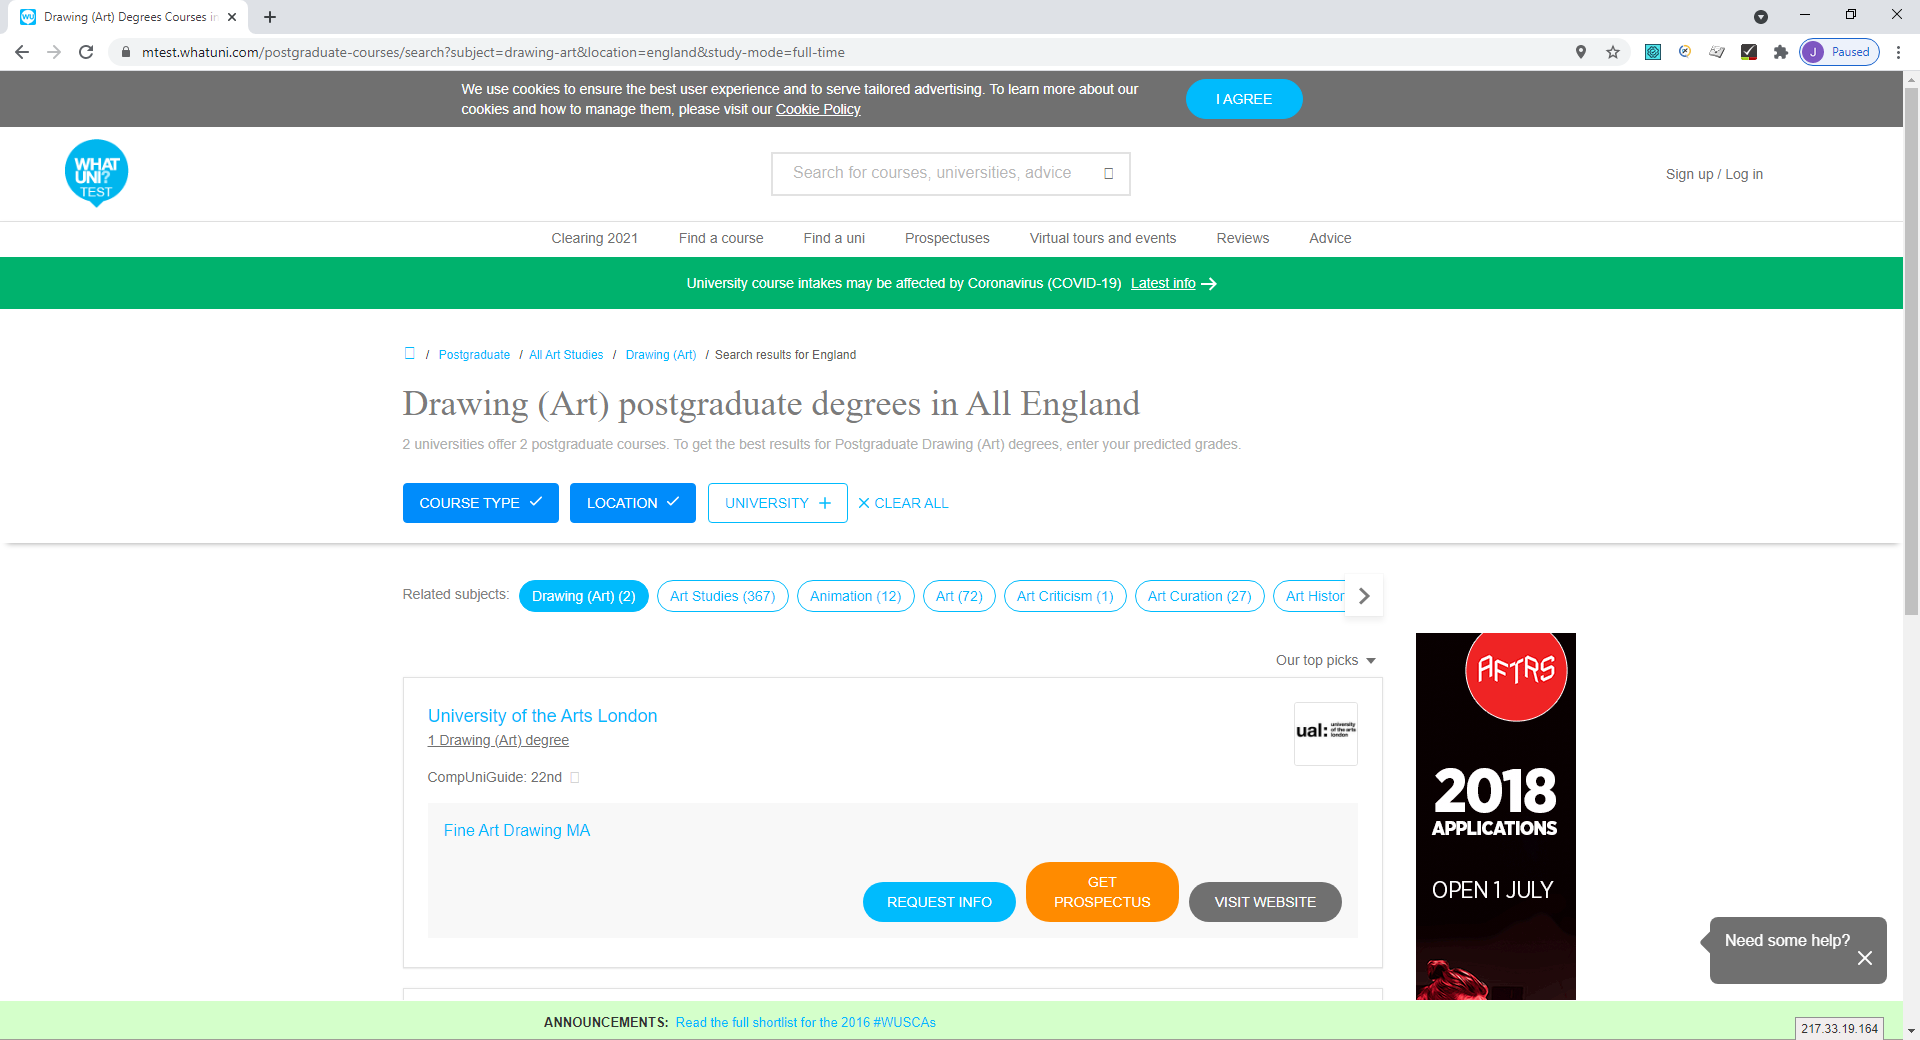 Drawing (Art) Degrees Courses in
mtest.whatuni.com/postgraduate-courses/search?subject=drawing-art&location=england&study-mode=full-time
J Paused
We use cookies to ensure the best user experience and to serve tailored advertising. To learn more about our
cookies and how to manage them, please visit our Cookie Policy
I AGREE
WHAT
UNI?
TEST
Search for courses, universities, advice
Sign up / Log in
Clearing 2021 Find a course Find a uni Prospectuses Virtual tours and events Reviews Advice
University course intakes may be affected by Coronavirus (COVID-19) Latest info
/ Postgraduate / All Art Studies / Drawing (Art) / Search results for England
Drawing (Art) postgraduate degrees in All England
2 universities offer 2 postgraduate courses. To get the best results for Postgraduate Drawing (Art) degrees, enter your predicted grades.
COURSE TYPE LOCATION UNIVERSITY CLEAR ALL
Related subjects: Drawing (Art) (2) Art Studies (367) Animation (12) Art (72) Art Criticism (1) Art Curation (27) Art Histor
Our top picks
University of the Arts London
1 Drawing (Art) degree
CompUniGuide: 22nd
ual: university
of the arts
london
Fine Art Drawing MA
REQUEST INFO
GET
PROSPECTUS
VISIT WEBSITE
AFTRS
2018
APPLICATIONS
OPEN 1 JULY
Need some help?
ANNOUNCEMENTS: Read the full shortlist for the 2016 #WUSCAs
217.33.19.164